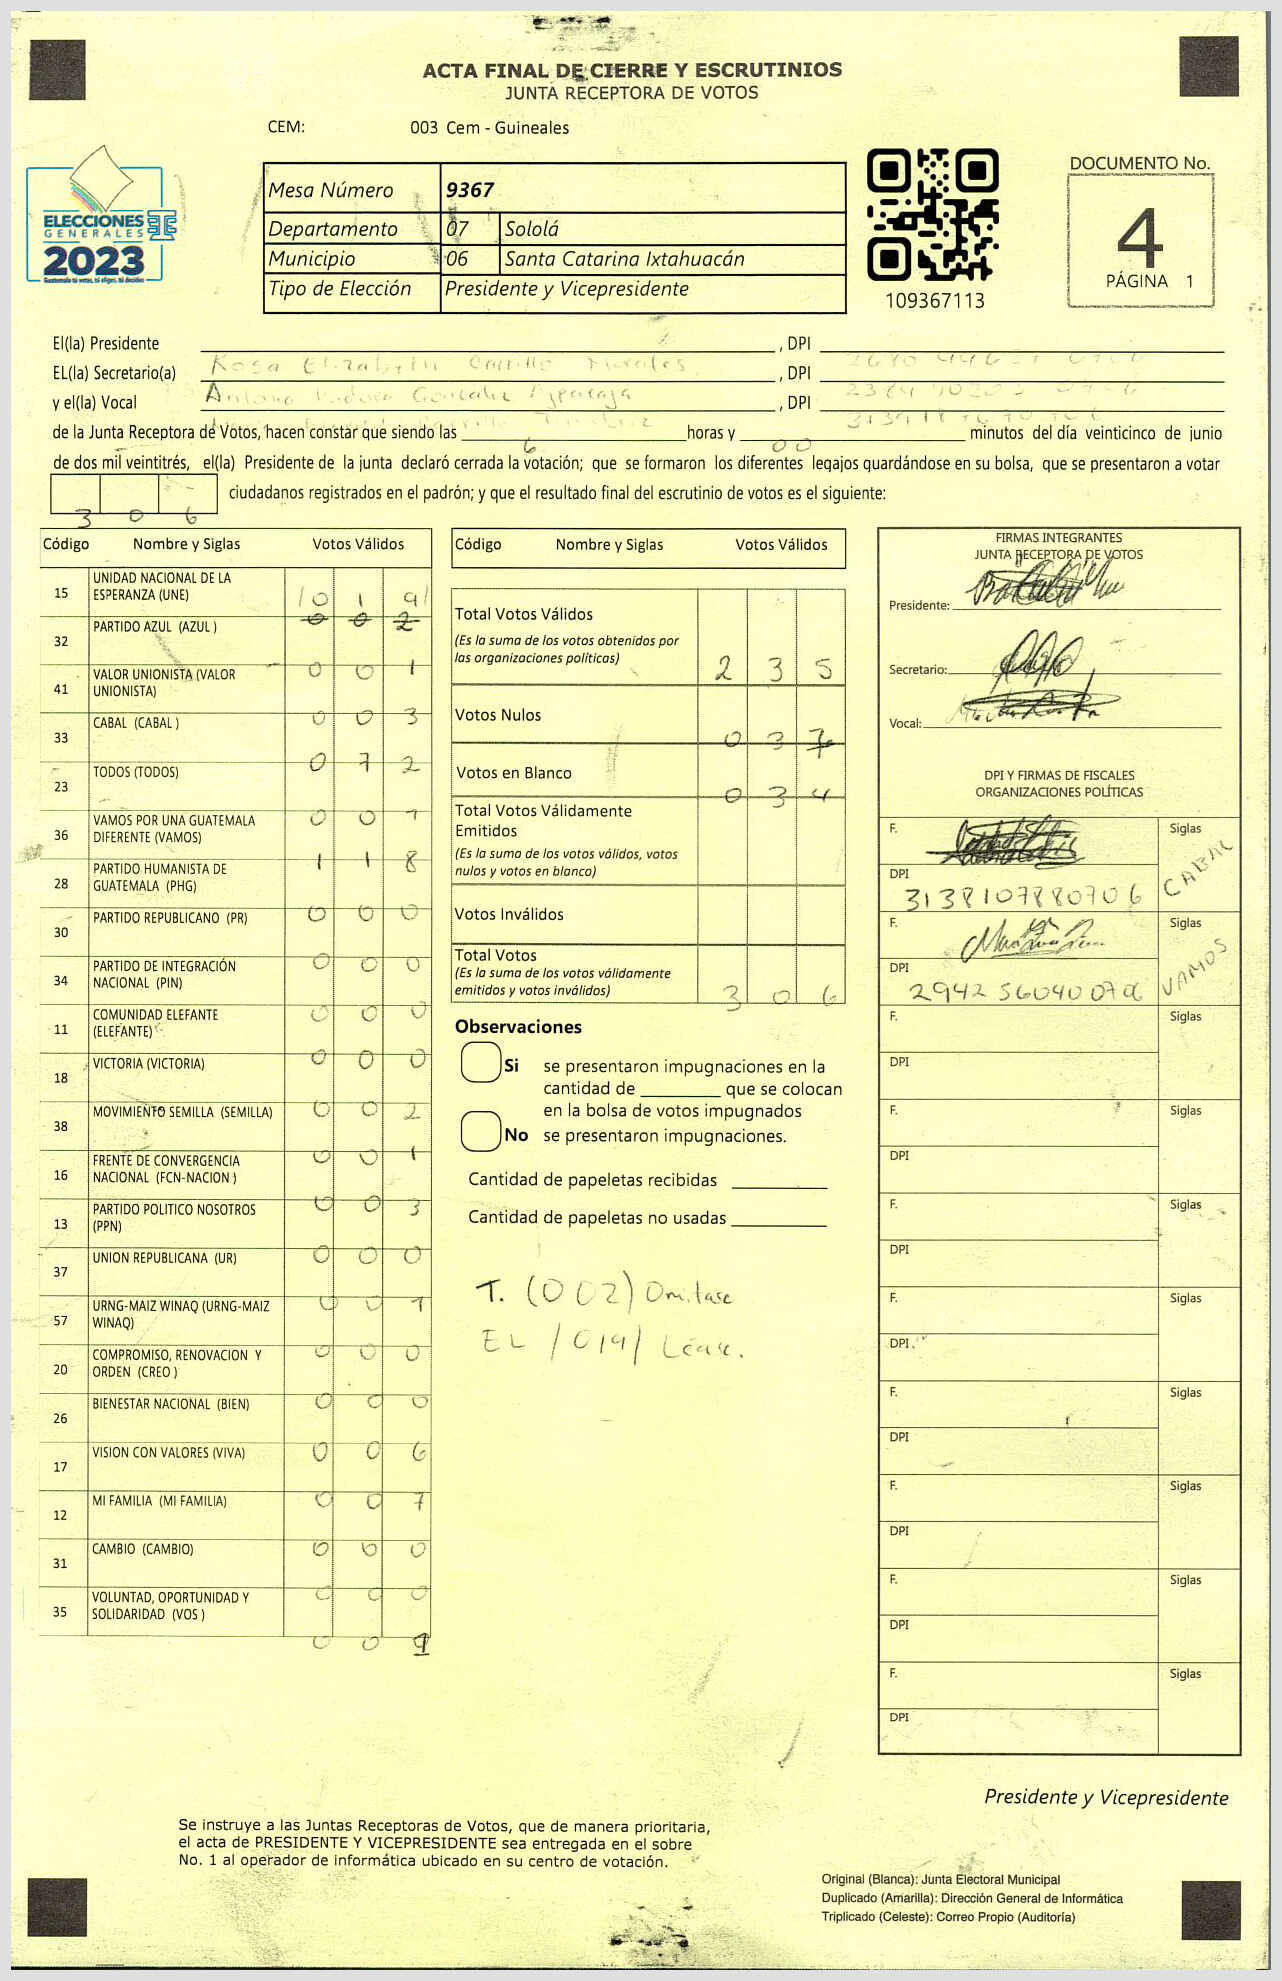 ACTA FINAL DE CIERRE Y ESCRUTINIOS
JUNTA RECEPTORA DE VOTOS
CEM: 003 Cem - Guineales
ELECCIONES
GENERALES
2023
Guatemala tú votas, tú eliges, tú decides
Mesa Número 9367
Departamento 07 Sololá
Municipio 06 Santa Catarina Ixtahuacán
Tipo de Elección Presidente y Vicepresidente
109367113
DOCUMENTO No.
4
PÁGINA 1
El(la) Presidente , DPI
Rosa Elizabeth Carrillo Morales
EL(la) Secretario(a) , DPI
Antonio Gonzalez
y el(la) Vocal , DPI
de la Junta Receptora de Votos, hacen constar que siendo las 6 horas y 00 minutos del día veinticinco de junio
de dos mil veintitrés, el(la) Presidente de la junta declaró cerrada la votación; que se formaron los diferentes legajos guardándose en su bolsa, que se presentaron a votar
3 0 6 ciudadanos registrados en el padrón; y que el resultado final del escrutinio de votos es el siguiente:
Código Nombre y Siglas Votos Válidos
15 UNIDAD NACIONAL DE LA ESPERANZA (UNE) /0 1 9/
0 0 2
32 PARTIDO AZUL (AZUL ) 0 0 1
41 VALOR UNIONISTA (VALOR UNIONISTA) 0 0 3
33 CABAL (CABAL ) 0 7 2
23 TODOS (TODOS) 0 0 7
36 VAMOS POR UNA GUATEMALA DIFERENTE (VAMOS) 1 1 8
28 PARTIDO HUMANISTA DE GUATEMALA (PHG) 0 0 0
30 PARTIDO REPUBLICANO (PR) 0 0 0
34 PARTIDO DE INTEGRACIÓN NACIONAL (PIN) 0 0 0
11 COMUNIDAD ELEFANTE (ELEFANTE) 0 0 0
18 VICTORIA (VICTORIA) 0 0 2
38 MOVIMIENTO SEMILLA (SEMILLA) 0 0 1
16 FRENTE DE CONVERGENCIA NACIONAL (FCN-NACION ) 0 0 3
13 PARTIDO POLITICO NOSOTROS (PPN) 0 0 0
37 UNION REPUBLICANA (UR) 0 0 1
57 URNG-MAIZ WINAQ (URNG-MAIZ WINAQ) 0 0 0
20 COMPROMISO, RENOVACION Y ORDEN (CREO ) 0 0 0
26 BIENESTAR NACIONAL (BIEN) 0 0 6
17 VISION CON VALORES (VIVA) 0 0 7
12 MI FAMILIA (MI FAMILIA) 0 0 0
31 CAMBIO (CAMBIO) 0 0 0
35 VOLUNTAD, OPORTUNIDAD Y SOLIDARIDAD (VOS ) 0 0 9
Código Nombre y Siglas Votos Válidos
Total Votos Válidos
(Es la suma de los votos obtenidos por
las organizaciones políticas) 2 3 5
Votos Nulos 0 3 7
Votos en Blanco 0 3 4
Total Votos Válidamente
Emitidos
(Es la suma de los votos válidos, votos
nulos y votos en blanco)
Votos Inválidos
Total Votos
(Es la suma de los votos válidamente
emitidos y votos inválidos) 3 0 6
Observaciones
Si se presentaron impugnaciones en la
cantidad de ________ que se colocan
en la bolsa de votos impugnados
No se presentaron impugnaciones.
Cantidad de papeletas recibidas
Cantidad de papeletas no usadas
T. (002) Omitase
EL /019/ Léase.
FIRMAS INTEGRANTES
JUNTA RECEPTORA DE VOTOS
Presidente:
Secretario:
Vocal:
DPI Y FIRMAS DE FISCALES
ORGANIZACIONES POLÍTICAS
F. Siglas
DPI CABAL
3138107880706
F. Siglas
DPI VAMOS
2942 56040 0706
F. Siglas
DPI
F. Siglas
DPI
F. Siglas
DPI
F. Siglas
DPI
F. Siglas
DPI
F. Siglas
DPI
F. Siglas
DPI
F. Siglas
DPI
Presidente y Vicepresidente
Se instruye a las Juntas Receptoras de Votos, que de manera prioritaria,
el acta de PRESIDENTE Y VICEPRESIDENTE sea entregada en el sobre
No. 1 al operador de informática ubicado en su centro de votación.
Original (Blanca): Junta Electoral Municipal
Duplicado (Amarilla): Dirección General de Informática
Triplicado (Celeste): Correo Propio (Auditoría)